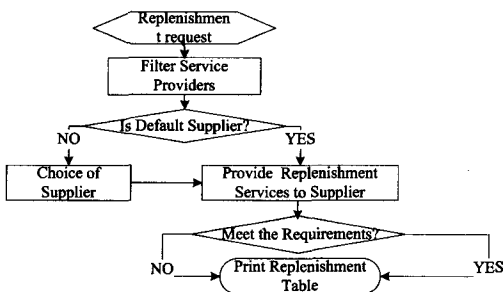 Replenishmen
t request
Filter Service
Providers
Is Default Supplier?
NO
YES
Choice of
Supplier
Provide Replenishment
Services to Supplier
Meet the Requirements?
NO
YES
Print Replenishment
Table